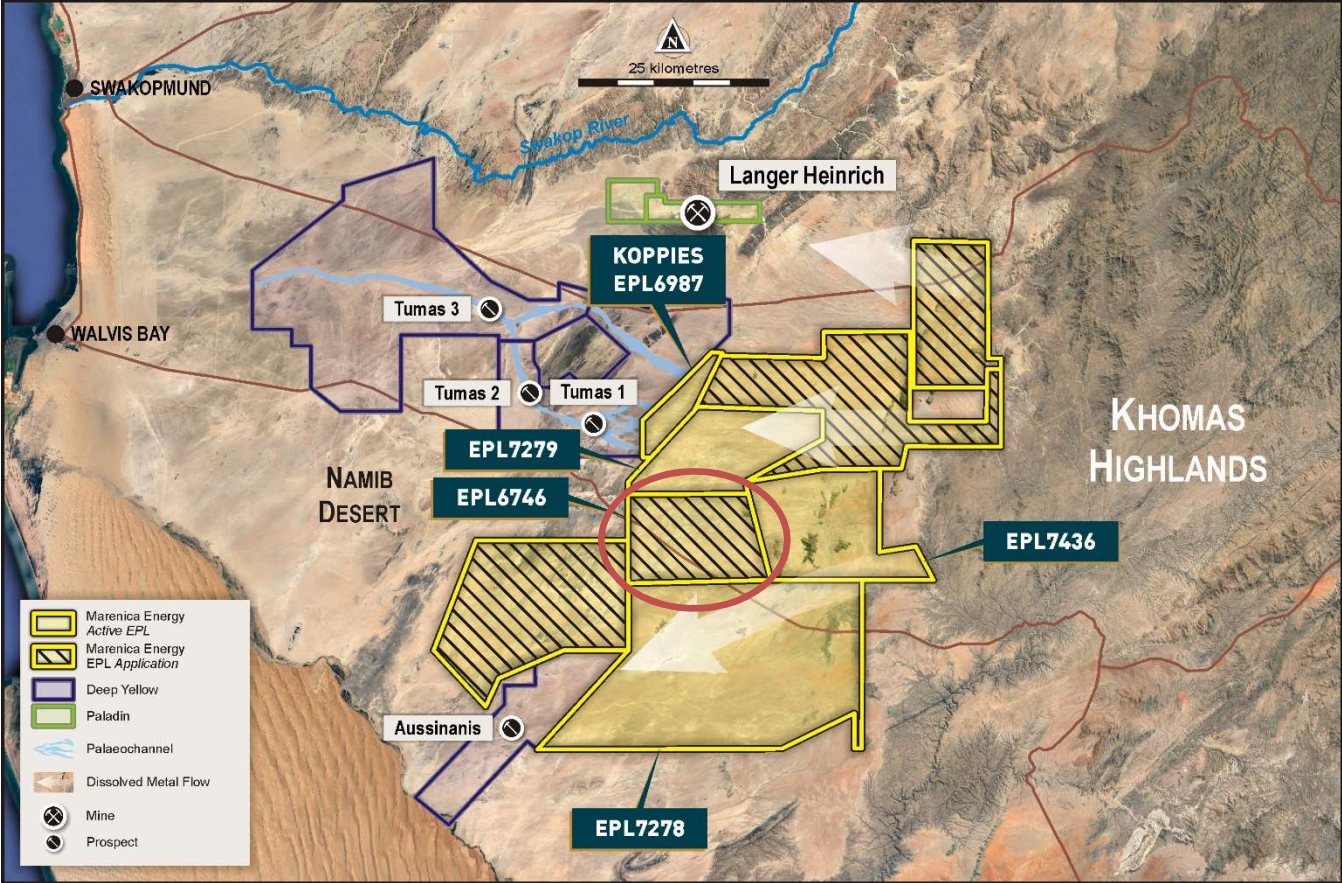 N
25 kilometres
SWAKOPMUND
Swakop River
Langer Heinrich
KOPPIES
EPL6987
Tumas 3
WALVIS BAY
Tumas 2
Tumas 1
KHOMAS
HIGHLANDS
EPL7279
NAMIB
DESERT
EPL6746
EPL7436
Marenica Energy
Active EPL
Marenica Energy
EPL Application
Deep Yellow
Paladin
Palaeochannel
Dissolved Metal Flow
Mine
Prospect
Aussinanis
EPL7278